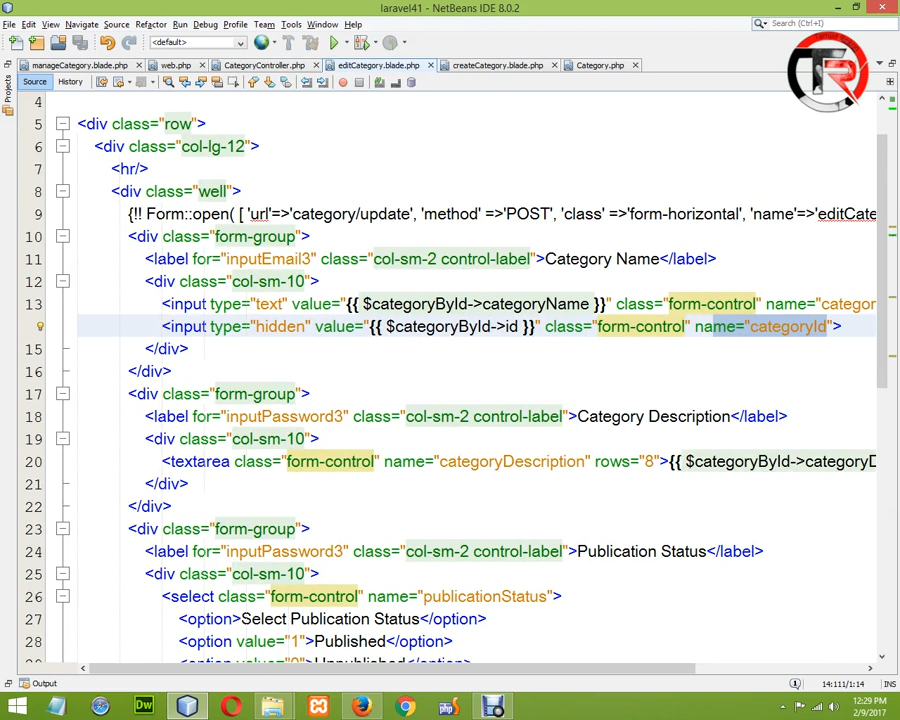 laravel41 - NetBeans IDE 8.0.2
File Edit View Navigate Source Refactor Run Debug Profile Team Tools Window Help
Search (Ctrl+I)
<default>
manageCategory.blade.php web.php CategoryController.php editCategory.blade.php createCategory.blade.php Category.php
Source History
Projects
4
5 <div class="row">
6 <div class="col-lg-12">
7 <hr/>
8 <div class="well">
9 {!! Form::open( [ 'url'=>'category/update', 'method' =>'POST', 'class' =>'form-horizontal', 'name'=>'editCate
10 <div class="form-group">
11 <label for="inputEmail3" class="col-sm-2 control-label">Category Name</label>
12 <div class="col-sm-10">
13 <input type="text" value="{{ $categoryById->categoryName }}" class="form-control" name="categor
<input type="hidden" value="{{ $categoryById->id }}" class="form-control" name="categoryId">
15 </div>
16 </div>
17 <div class="form-group">
18 <label for="inputPassword3" class="col-sm-2 control-label">Category Description</label>
19 <div class="col-sm-10">
20 <textarea class="form-control" name="categoryDescription" rows="8">{{ $categoryById->categoryD
21 </div>
22 </div>
23 <div class="form-group">
24 <label for="inputPassword3" class="col-sm-2 control-label">Publication Status</label>
25 <div class="col-sm-10">
26 <select class="form-control" name="publicationStatus">
27 <option>Select Publication Status</option>
28 <option value="1">Published</option>
Output
14:111/1:14 INS
12:29 PM
2/9/2017